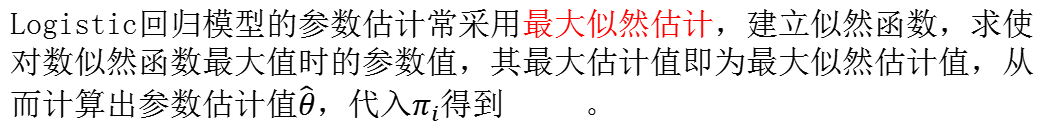 Logistic回归模型的参数估计常采用最大似然估计，建立似然函数，求使
对数似然函数最大值时的参数值，其最大估计值即为最大似然估计值，从
而计算出参数估计值θ̂，代入πᵢ得到　　。